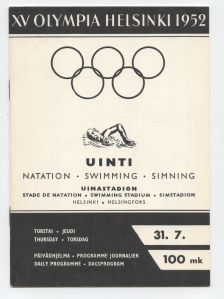 XV OLYMPIA HELSINKI 1952
UINTI
NATATION • SWIMMING • SIMNING
UIMASTADION
STADE DE NATATION • SWIMMING STADIUM • SIMSTADION
HELSINKI • HELSINGFORS
TORSTAI • JEUDI
THURSDAY • TORSDAG
31. 7.
PÄIVÄOHJELMA • PROGRAMME JOURNALIER
DAILY PROGRAMME • DAGSPROGRAM
100 mk